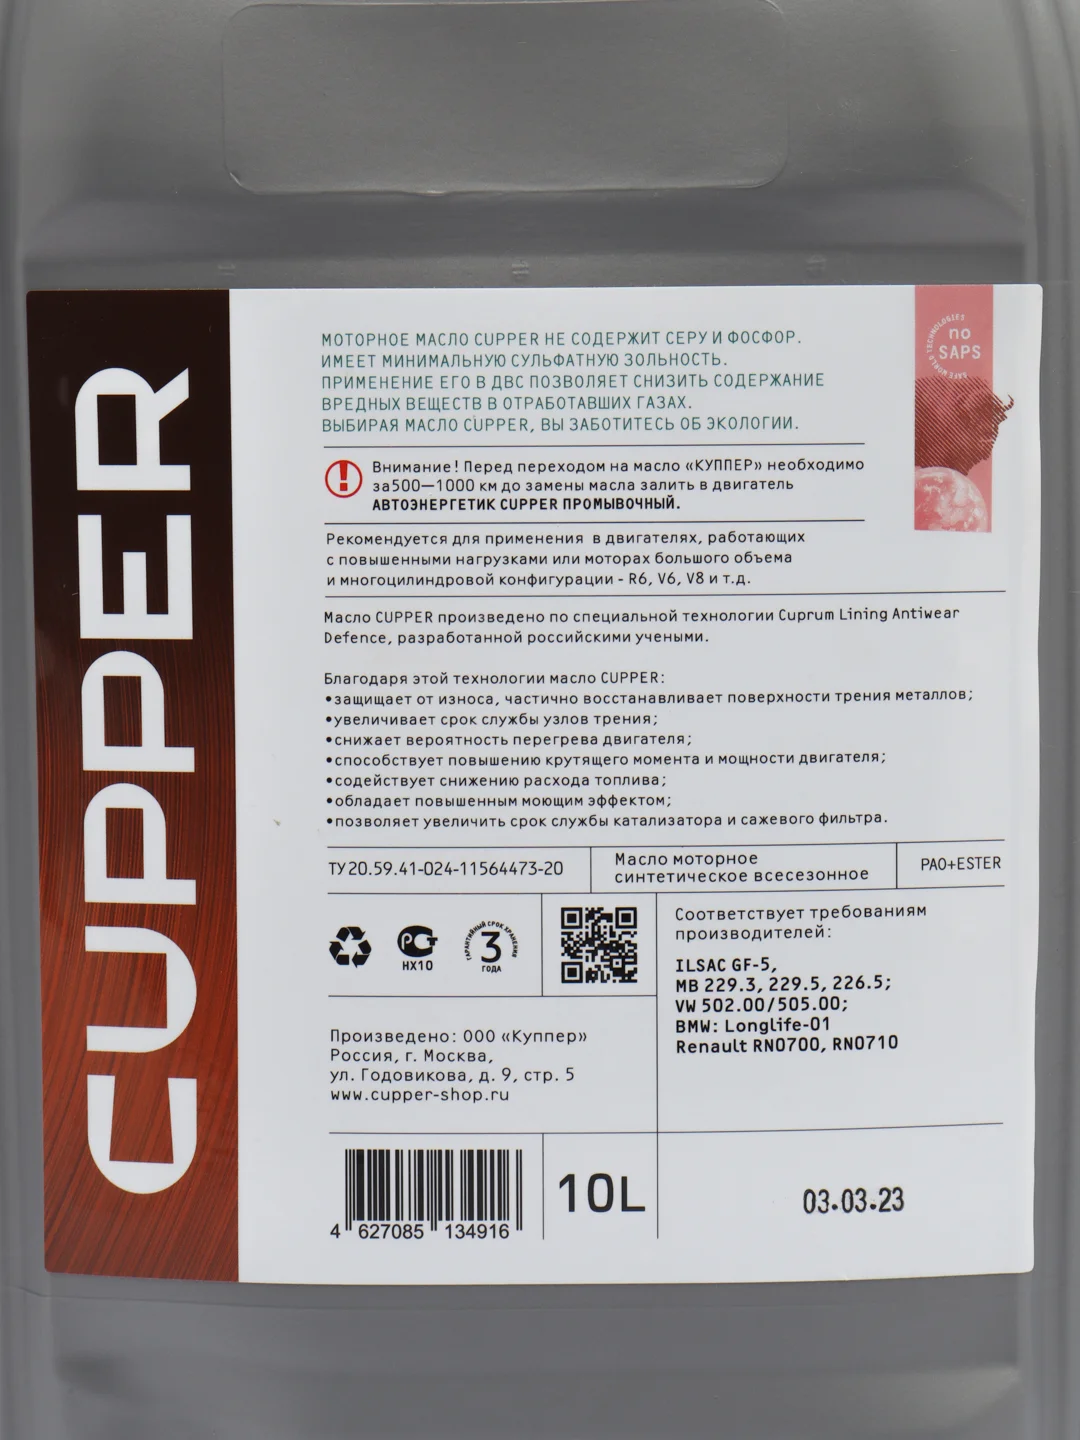 CUPPER
no
SAPS
SAFE WORLD TECHNOLOGIES
МОТОРНОЕ МАСЛО CUPPER НЕ СОДЕРЖИТ СЕРУ И ФОСФОР.
ИМЕЕТ МИНИМАЛЬНУЮ СУЛЬФАТНУЮ ЗОЛЬНОСТЬ.
ПРИМЕНЕНИЕ ЕГО В ДВС ПОЗВОЛЯЕТ СНИЗИТЬ СОДЕРЖАНИЕ
ВРЕДНЫХ ВЕЩЕСТВ В ОТРАБОТАВШИХ ГАЗАХ.
ВЫБИРАЯ МАСЛО CUPPER, ВЫ ЗАБОТИТЕСЬ ОБ ЭКОЛОГИИ.
Внимание! Перед переходом на масло «КУППЕР» необходимо
за500—1000 км до замены масла залить в двигатель
АВТОЭНЕРГЕТИК CUPPER ПРОМЫВОЧНЫЙ.
Рекомендуется для применения в двигателях, работающих
с повышенными нагрузками или моторах большого объема
и многоцилиндровой конфигурации - R6, V6, V8 и т.д.
Масло CUPPER произведено по специальной технологии Cuprum Lining Antiwear
Defence, разработанной российскими учеными.
Благодаря этой технологии масло CUPPER:
•защищает от износа, частично восстанавливает поверхности трения металлов;
•увеличивает срок службы узлов трения;
•снижает вероятность перегрева двигателя;
•способствует повышению крутящего момента и мощности двигателя;
•содействует снижению расхода топлива;
•обладает повышенным моющим эффектом;
•позволяет увеличить срок службы катализатора и сажевого фильтра.
ТУ 20.59.41-024-11564473-20
Масло моторное
синтетическое всесезонное
PAO+ESTER
РСТ
НХ10
ГАРАНТИЙНЫЙ СРОК ХРАНЕНИЯ
3
ГОДА
Соответствует требованиям
производителей:
ILSAC GF-5,
MB 229.3, 229.5, 226.5;
VW 502.00/505.00;
BMW: Longlife-01
Renault RN0700, RN0710
Произведено: ООО «Куппер»
Россия, г. Москва,
ул. Годовикова, д. 9, стр. 5
www.cupper-shop.ru
4 627085 134916
10L
03.03.23